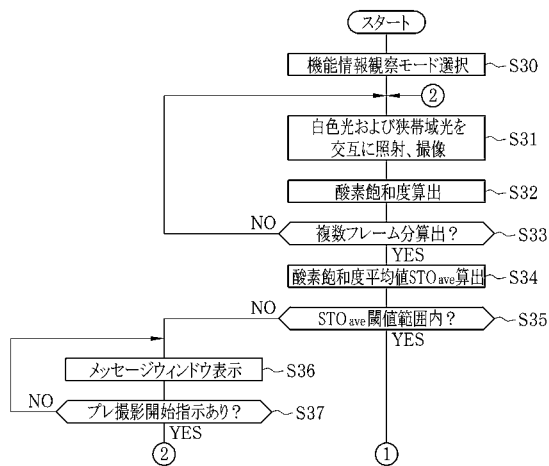 スタート
機能情報観察モード選択
S30
②
白色光および狭帯域光を
交互に照射、撮像
S31
酸素飽和度算出
S32
NO
複数フレーム分算出?
S33
YES
酸素飽和度平均値STOave算出
S34
NO
STOave閾値範囲内?
S35
YES
メッセージウィンドウ表示
S36
NO
プレ撮影開始指示あり?
S37
YES
②
①